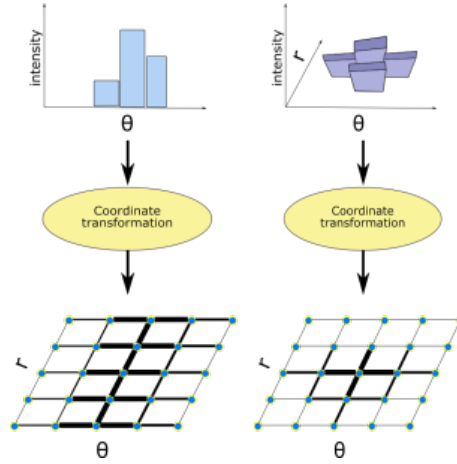 intensity
θ
intensity
r
θ
Coordinate
transformation
Coordinate
transformation
r
θ
r
θ